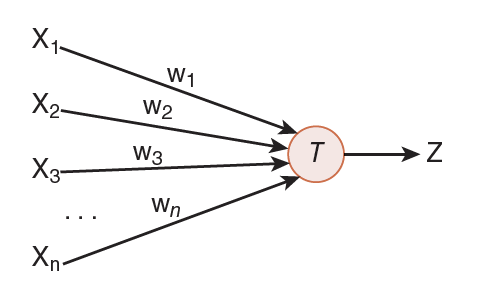 X₁
w₁
X₂
w₂
X₃
w₃
T
Z
...
wₙ
Xₙ